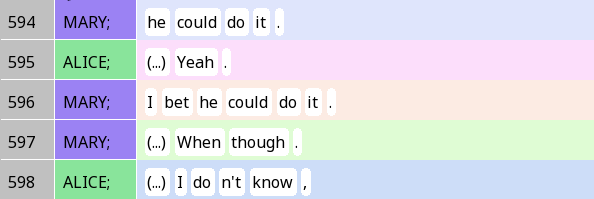 594 MARY; he could do it .
595 ALICE; (...) Yeah .
596 MARY; I bet he could do it .
597 MARY; (...) When though .
598 ALICE; (...) I do n't know ,